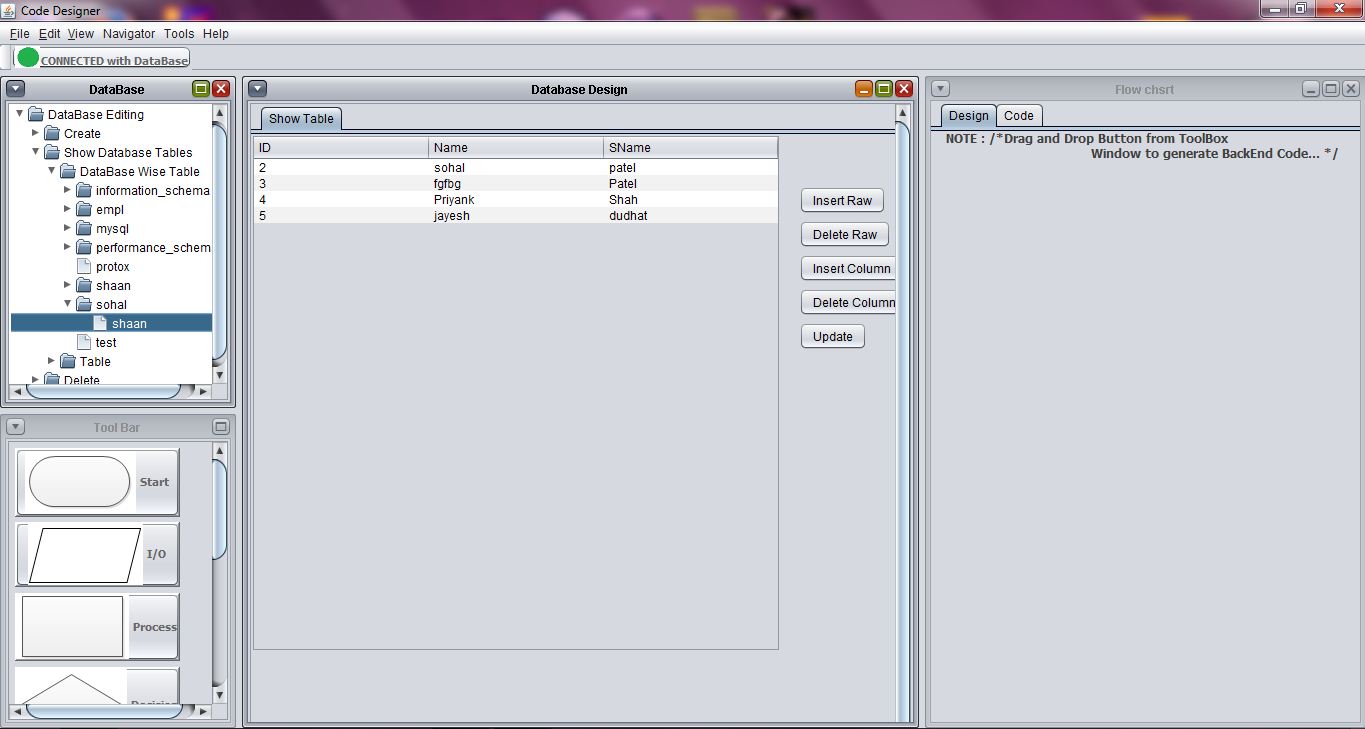 Code Designer
File Edit View Navigator Tools Help
CONNECTED with DataBase
DataBase
DataBase Editing
Create
Show Database Tables
DataBase Wise Table
information_schema
empl
mysql
performance_schem
protox
shaan
sohal
shaan
test
Table
Delete
Tool Bar
Start
I/O
Process
Database Design
Show Table
ID Name SName
2 sohal patel
3 fgfbg Patel
4 Priyank Shah
5 jayesh dudhat
Insert Raw
Delete Raw
Insert Column
Delete Column
Update
Flow chsrt
Design Code
NOTE : /*Drag and Drop Button from ToolBox
Window to generate BackEnd Code... */